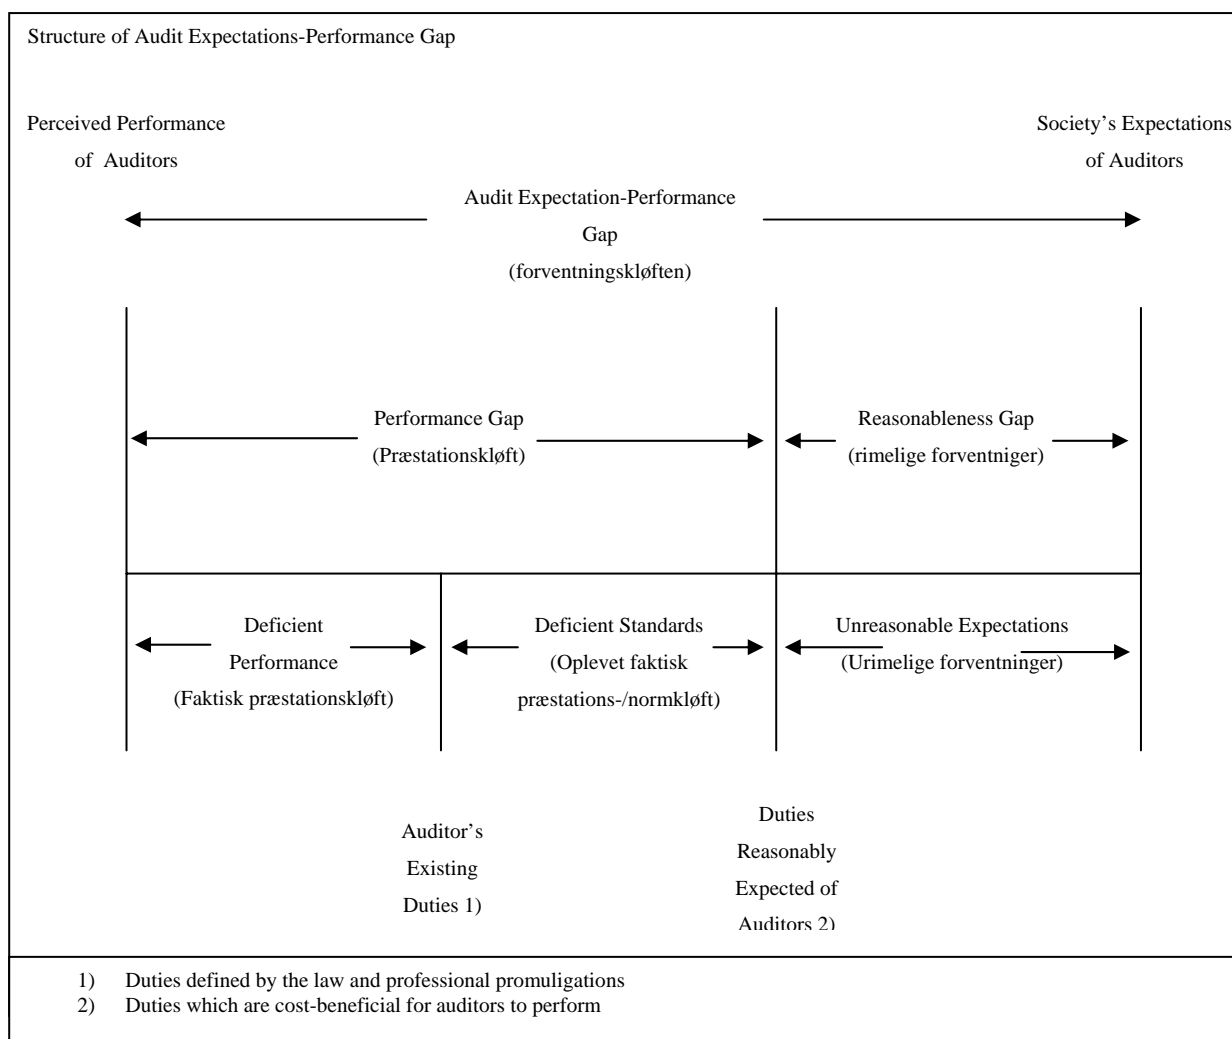 Structure of Audit Expectations-Performance Gap
Perceived Performance
of Auditors
Society's Expectations
of Auditors
Audit Expectation-Performance
Gap
(forventningskløften)
Performance Gap
(Præstationskløft)
Reasonableness Gap
(rimelige forventniger)
Deficient
Performance
(Faktisk præstationskløft)
Deficient Standards
(Oplevet faktisk
præstations-/normkløft)
Unreasonable Expectations
(Urimelige forventninger)
Auditor's
Existing
Duties 1)
Duties
Reasonably
Expected of
Auditors 2)
1) Duties defined by the law and professional promuligations
2) Duties which are cost-beneficial for auditors to perform